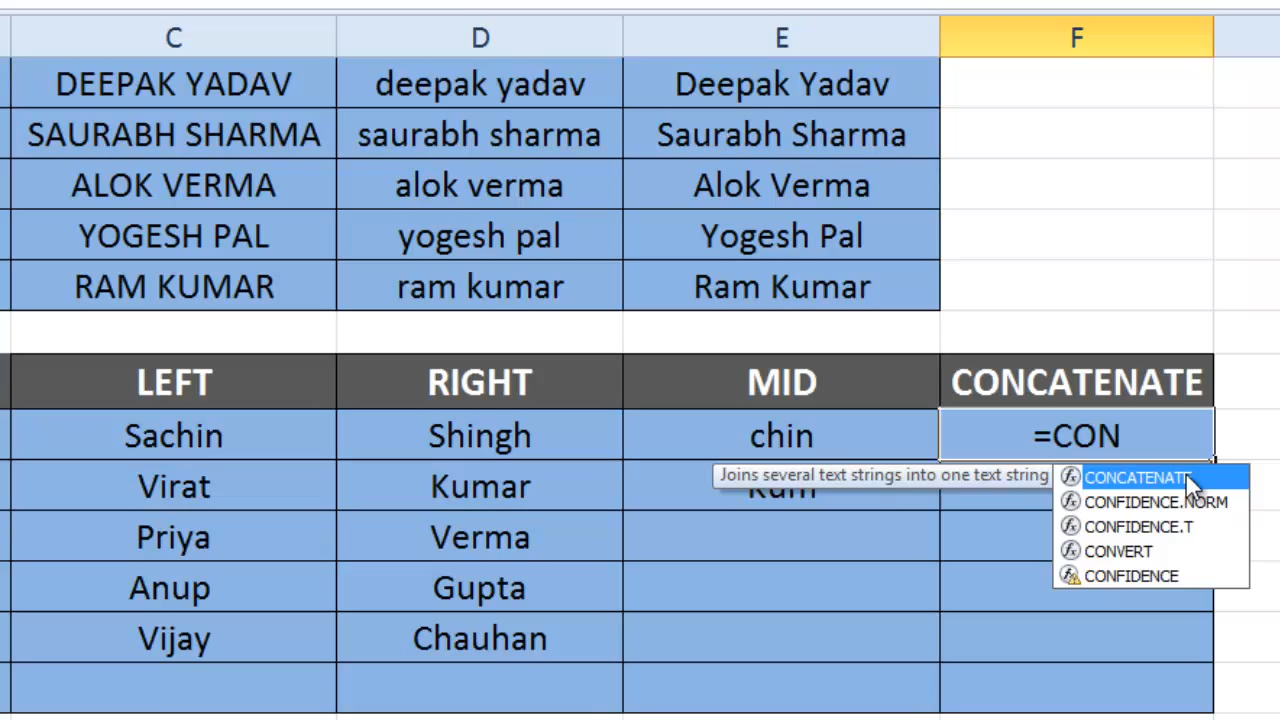 C D E F
DEEPAK YADAV deepak yadav Deepak Yadav
SAURABH SHARMA saurabh sharma Saurabh Sharma
ALOK VERMA alok verma Alok Verma
YOGESH PAL yogesh pal Yogesh Pal
RAM KUMAR ram kumar Ram Kumar
LEFT RIGHT MID CONCATENATE
Sachin Shingh chin =CON
Joins several text strings into one text string CONCATENATE
Virat Kumar Kum
CONFIDENCE.NORM
CONFIDENCE.T
Priya Verma
CONVERT
CONFIDENCE
Anup Gupta
Vijay Chauhan